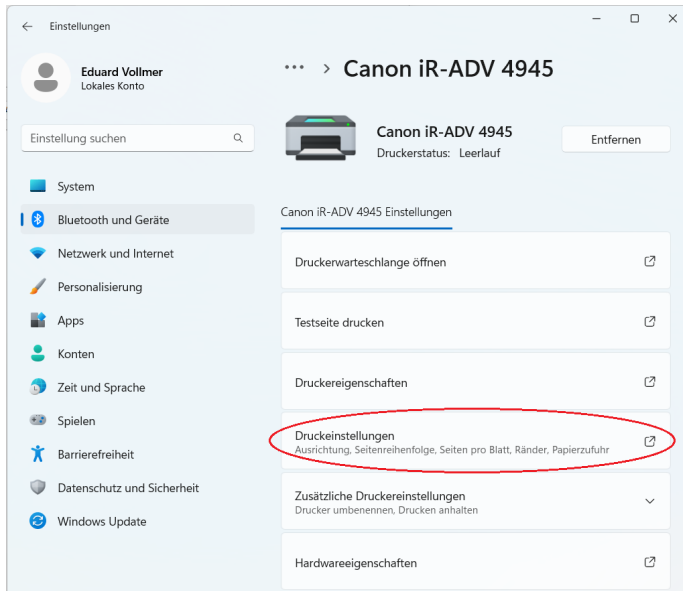 Einstellungen
Eduard Vollmer
Lokales Konto
Einstellung suchen
System
Bluetooth und Geräte
Netzwerk und Internet
Personalisierung
Apps
Konten
Zeit und Sprache
Spielen
Barrierefreiheit
Datenschutz und Sicherheit
Windows Update
··· > Canon iR-ADV 4945
Canon iR-ADV 4945
Druckerstatus: Leerlauf
Entfernen
Canon iR-ADV 4945 Einstellungen
Druckerwarteschlange öffnen
Testseite drucken
Druckereigenschaften
Druckeinstellungen
Ausrichtung, Seitenreihenfolge, Seiten pro Blatt, Ränder, Papierzufuhr
Zusätzliche Druckereinstellungen
Drucker umbenennen, Drucken anhalten
Hardwareeigenschaften